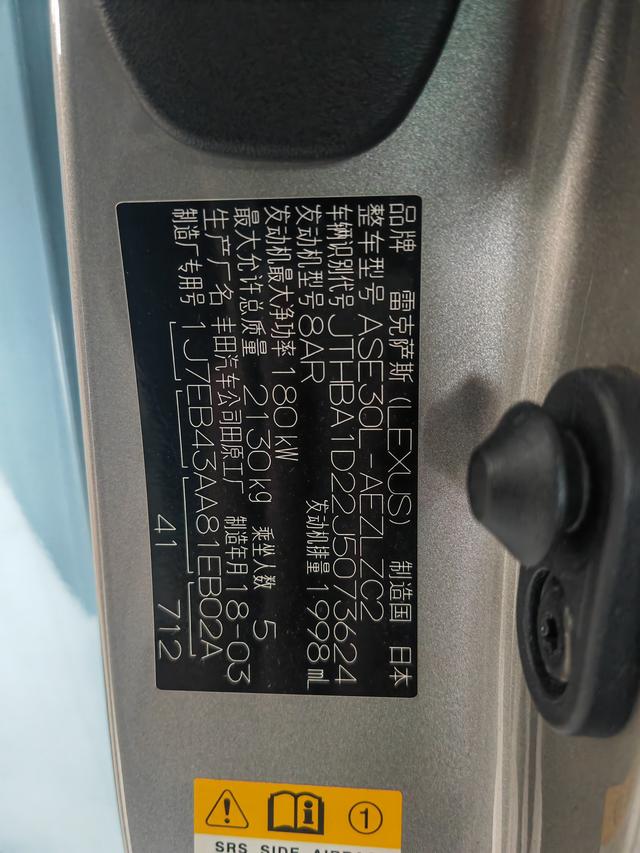 品牌 雷克萨斯 (LEXUS) 制造国 日本
整车型号 ASE30L-AEZLZC2
车辆识别代号 JTHBA1D22J5073624
发动机型号 8AR 发动机排量 1998mL
发动机最大净功率 180kW
最大允许总质量 2130kg 乘坐人数 5
生产厂名 丰田汽车公司田原工厂 制造年月 18-03
制造厂专用号 1J7EB43AA81EB02A
41 712
1
SRS SIDE